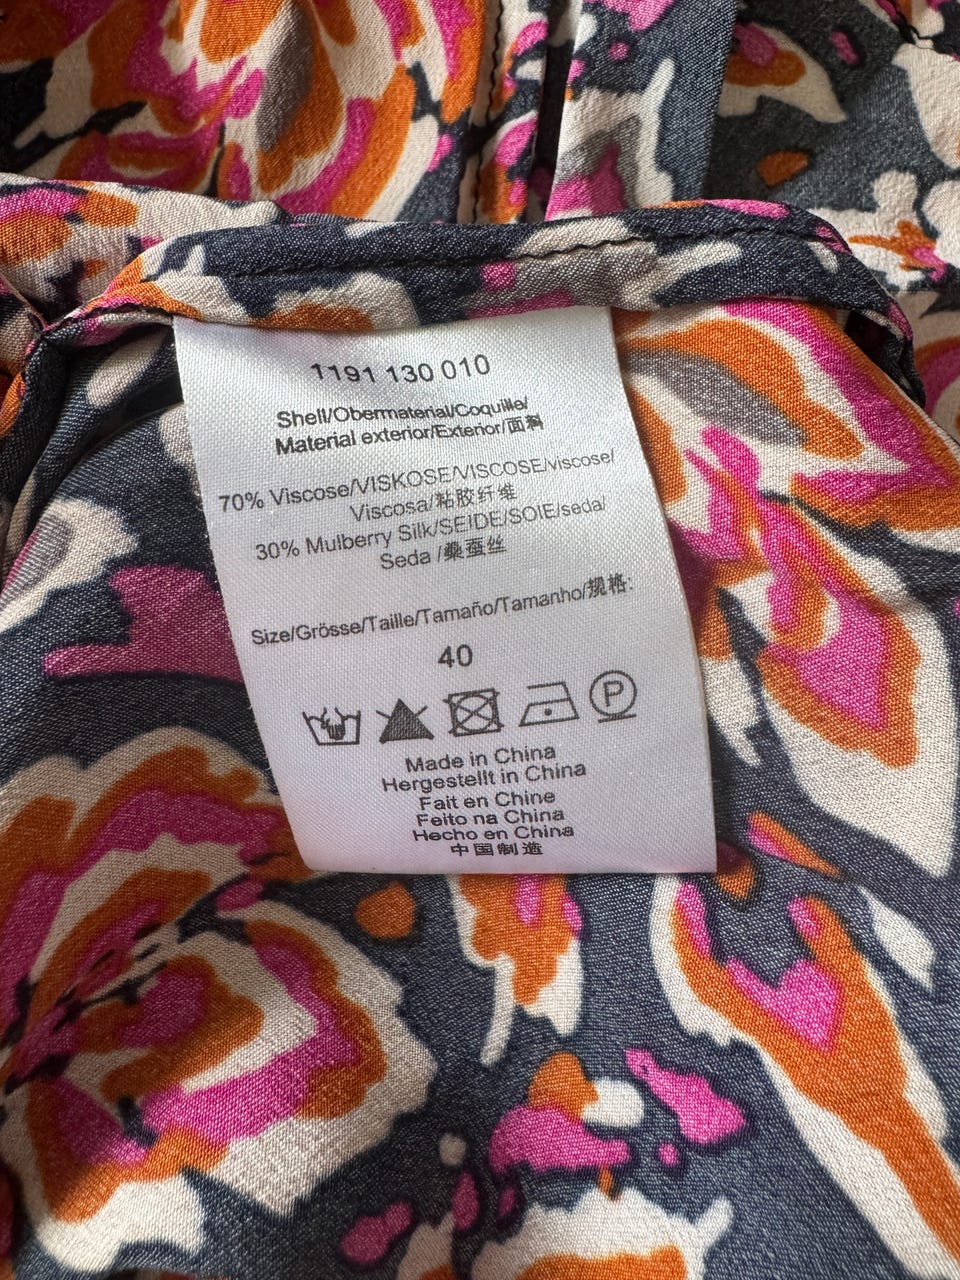 1191 130 010
Shell/Obermaterial/Coquille/
Material exterior/Exterior/面料
70% Viscose/VISKOSE/VISCOSE/viscose/
Viscosa/粘胶纤维
30% Mulberry Silk/SEIDE/SOIE/seda/
Seda /桑蚕丝
Size/Grösse/Taille/Tamaño/Tamanho/规格:
40
P
Made in China
Hergestellt in China
Fait en Chine
Feito na China
Hecho en China
中国制造